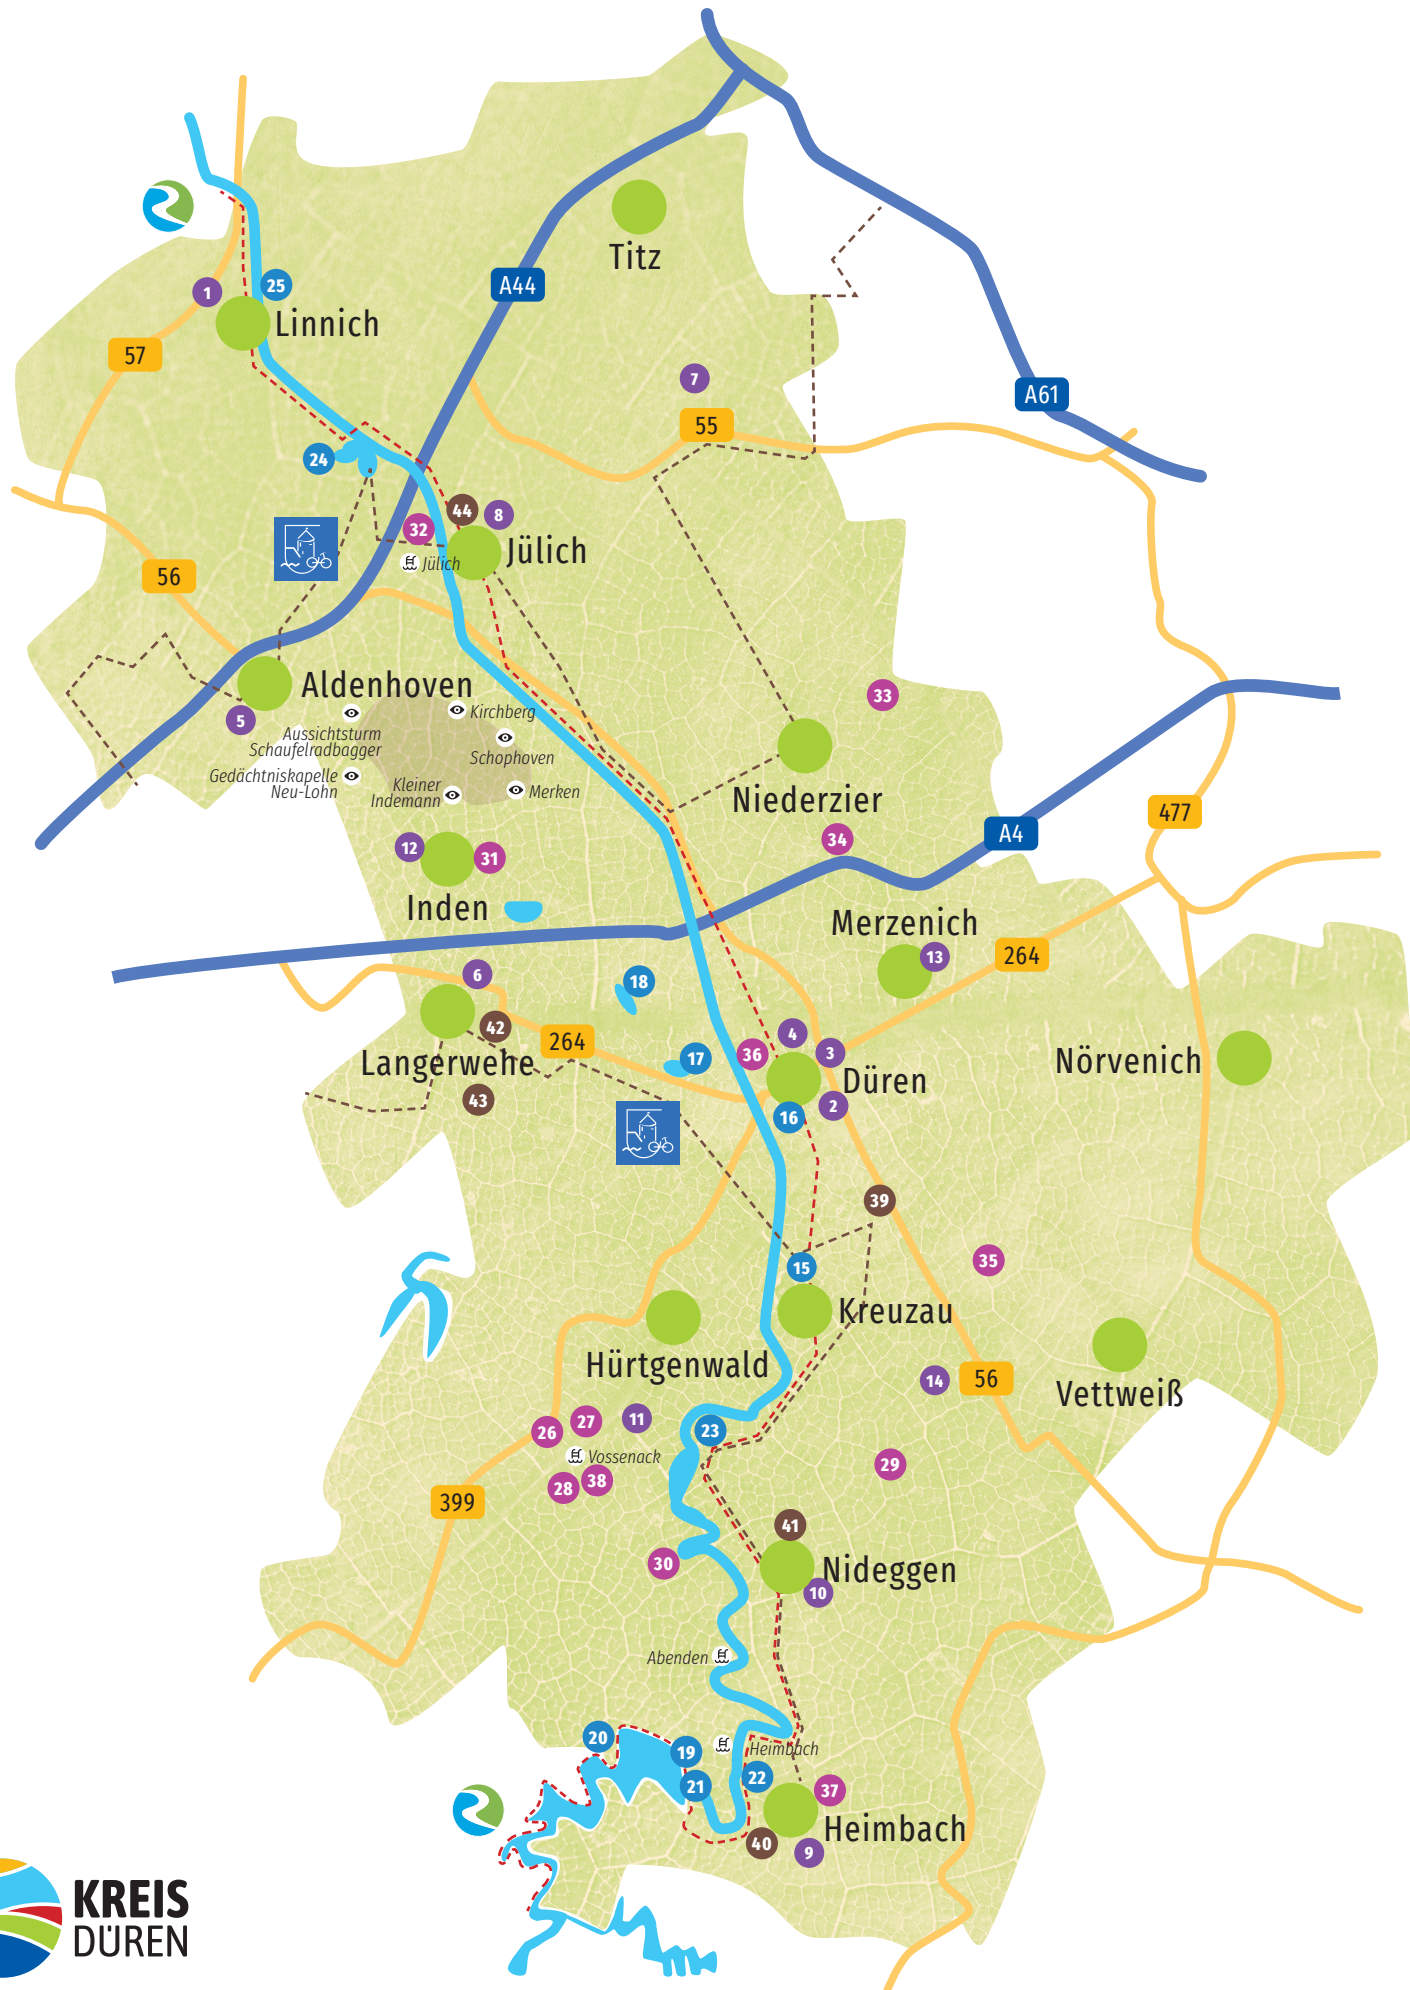 Titz
A44
1
25
Linnich
57
7
A61
55
24
44
8
32
Jülich
Jülich
56
Aldenhoven
5
Kirchberg
Aussichtsturm
Schaufelradbagger
Schophoven
Gedächtniskapelle
Neu-Lohn
Kleiner
Indemann
Merken
33
Niederzier
34
A4
477
12
31
Inden
Merzenich
13
264
6
18
42
264
Langerwehe
43
17
36
4
3
Düren
2
16
Nörvenich
39
15
35
Kreuzau
Hürtgenwald
14
56
Vettweiß
26
27
11
23
Vossenack
28
38
29
399
41
30
Nideggen
10
Abenden
20
19
Heimbach
21
22
37
Heimbach
40
9
KREIS
DÜREN